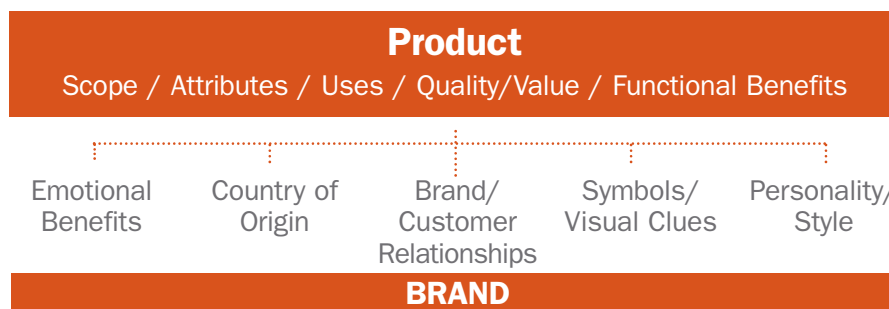 Product
Scope / Attributes / Uses / Quality/Value / Functional Benefits
Emotional
Benefits
Country of
Origin
Brand/
Customer
Relationships
Symbols/
Visual Clues
Personality/
Style
BRAND